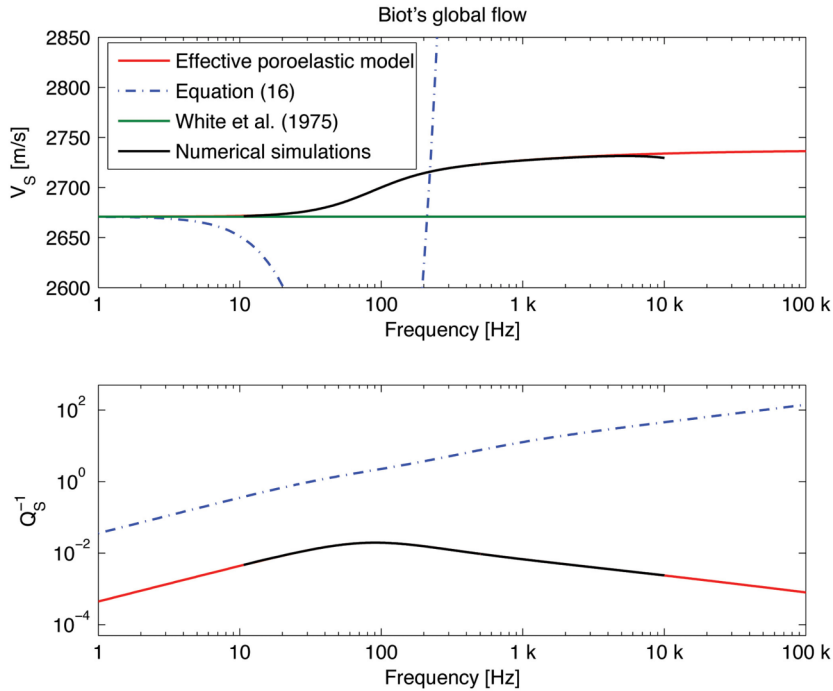 Biot's global flow
2850
2800
2750
2700
2650
2600
V_S [m/s]
Effective poroelastic model
Equation (16)
White et al. (1975)
Numerical simulations
1 10 100 1 k 10 k 100 k
Frequency [Hz]
10^2
10^0
10^-2
10^-4
Q_S^-1
1 10 100 1 k 10 k 100 k
Frequency [Hz]